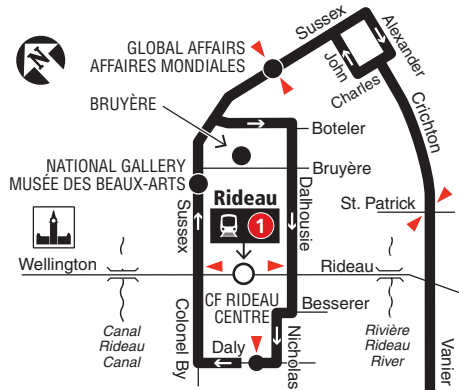 N
Sussex
Alexander
GLOBAL AFFAIRS
AFFAIRES MONDIALES
John
Charles
Crichton
BRUYÈRE
Boteler
Bruyère
NATIONAL GALLERY
MUSÉE DES BEAUX-ARTS
Rideau
1
Sussex
Dalhousie
St. Patrick
Wellington
Rideau
CF RIDEAU
CENTRE
Besserer
Canal
Rideau
Canal
Colonel By
Daly
Nicholas
Rivière
Rideau
River
Vanier